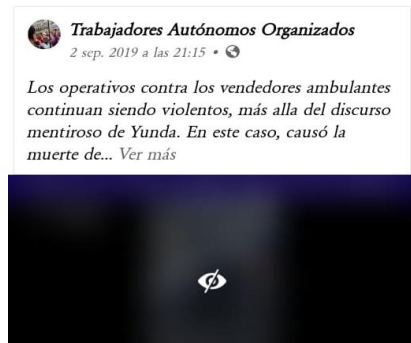 Trabajadores Autónomos Organizados
2 sep. 2019 a las 21:15 •
Los operativos contra los vendedores ambulantes
continuan siendo violentos, más alla del discurso
mentiroso de Yunda. En este caso, causó la
muerte de... Ver más